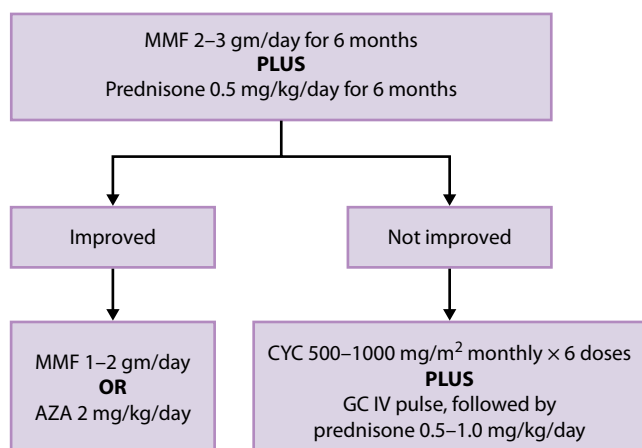 MMF 2–3 gm/day for 6 months
PLUS
Prednisone 0.5 mg/kg/day for 6 months
Improved
Not improved
MMF 1–2 gm/day
OR
AZA 2 mg/kg/day
CYC 500–1000 mg/m² monthly × 6 doses
PLUS
GC IV pulse, followed by
prednisone 0.5–1.0 mg/kg/day